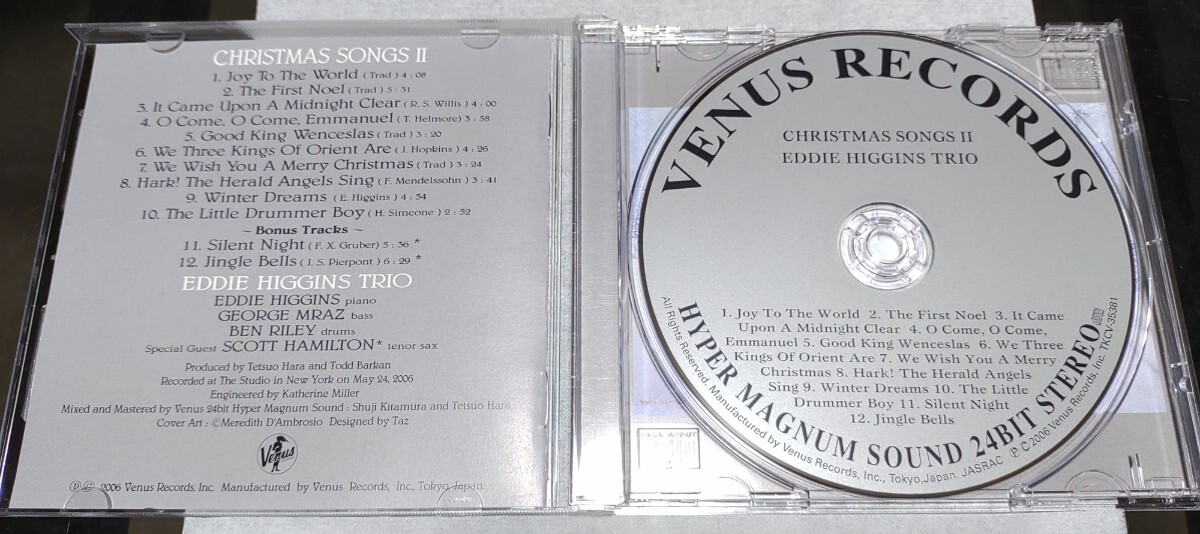 CHRISTMAS SONGS II
1. Joy To The World ( Trad ) 4 : 08
2. The First Noel ( Trad ) 5 : 31
3. It Came Upon A Midnight Clear ( R. S. Willis ) 4 : 00
4. O Come, O Come, Emmanuel ( T. Helmore) 3 : 58
5. Good King Wenceslas ( Trad ) 3 : 20
6. We Three Kings Of Orient Are ( J. Hopkins ) 4 : 26
7. We Wish You A Merry Christmas ( Trad ) 3 : 24
8. Hark! The Herald Angels Sing ( F. Mendelssohn ) 3 : 41
9. Winter Dreams ( E. Higgins ) 4 : 54
10. The Little Drummer Boy ( H. Simeone ) 2 : 52
~ Bonus Tracks ~
11. Silent Night ( F. X. Gruber ) 5 : 36 *
12. Jingle Bells ( J. S. Pierpont ) 6 : 29 *
EDDIE HIGGINS TRIO
EDDIE HIGGINS piano
GEORGE MRAZ bass
BEN RILEY drums
Special Guest SCOTT HAMILTON* tenor sax
Produced by Tetsuo Hara and Todd Barkan
Recorded at The Studio in New York on May 24, 2006
Engineered by Katherine Miller
Mixed and Mastered by Venus 24bit Hyper Magnum Sound : Shuji Kitamura and Tetsuo Hara
Cover Art : ©Meredith D'Ambrosio Designed by Taz
Venus
Ⓟ © 2006 Venus Records, Inc. Manufactured by Venus Records, Inc., Tokyo, Japan.
VENUS RECORDS
CHRISTMAS SONGS II
EDDIE HIGGINS TRIO
1. Joy To The World 2. The First Noel 3. It Came
Upon A Midnight Clear 4. O Come, O Come,
Emmanuel 5. Good King Wenceslas 6. We Three
Kings Of Orient Are 7. We Wish You A Merry
Christmas 8. Hark! The Herald Angels
Sing 9. Winter Dreams 10. The Little
Drummer Boy 11. Silent Night
12. Jingle Bells
HYPER MAGNUM SOUND 24BIT STEREO
All Rights Reserved. Manufactured by Venus Records, Inc., Tokyo, Japan. JASRAC Ⓟ © 2006 Venus Records, Inc. TKCV-35381